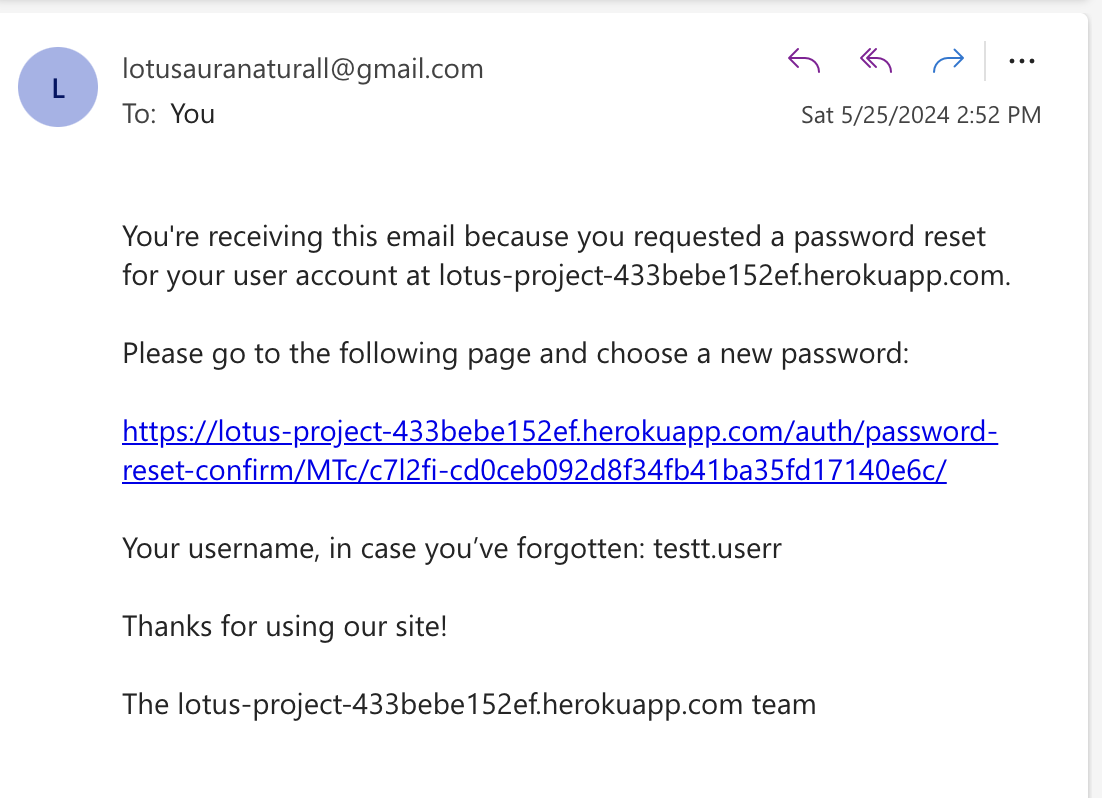 L
lotusauranaturall@gmail.com
To: You
Sat 5/25/2024 2:52 PM
You're receiving this email because you requested a password reset
for your user account at lotus-project-433bebe152ef.herokuapp.com.
Please go to the following page and choose a new password:
https://lotus-project-433bebe152ef.herokuapp.com/auth/password-
reset-confirm/MTc/c7l2fi-cd0ceb092d8f34fb41ba35fd17140e6c/
Your username, in case you’ve forgotten: testt.userr
Thanks for using our site!
The lotus-project-433bebe152ef.herokuapp.com team